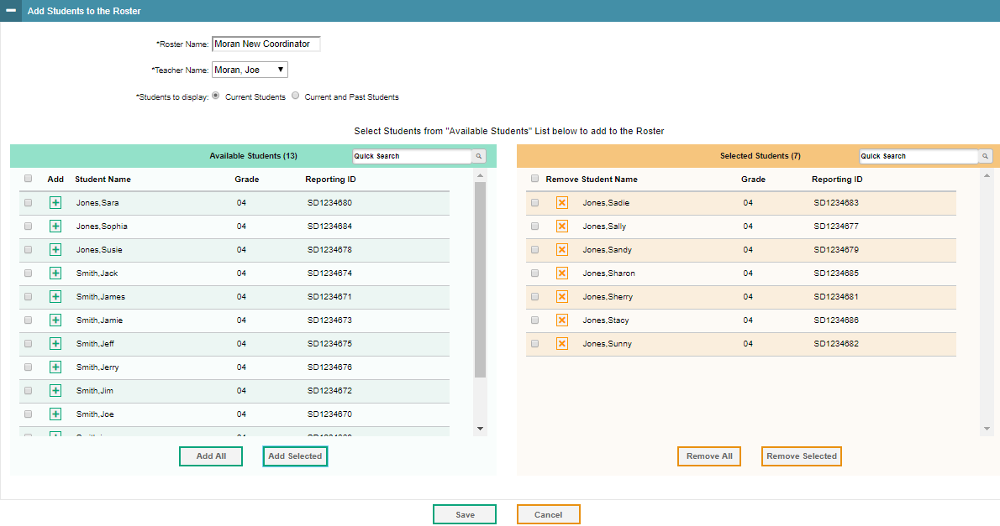 Add Students to the Roster
*Roster Name: Moran New Coordinator
*Teacher Name: Moran, Joe
*Students to display: Current Students Current and Past Students
Select Students from "Available Students" List below to add to the Roster
Available Students (13) Quick Search
Add Student Name Grade Reporting ID
Jones,Sara 04 SD1234680
Jones,Sophia 04 SD1234684
Jones,Susie 04 SD1234678
Smith,Jack 04 SD1234674
Smith,James 04 SD1234671
Smith,Jamie 04 SD1234673
Smith,Jeff 04 SD1234675
Smith,Jerry 04 SD1234676
Smith,Jim 04 SD1234672
Smith,Joe 04 SD1234670
Add All Add Selected
Selected Students (7) Quick Search
Remove Student Name Grade Reporting ID
Jones,Sadie 04 SD1234683
Jones,Sally 04 SD1234677
Jones,Sandy 04 SD1234679
Jones,Sharon 04 SD1234685
Jones,Sherry 04 SD1234681
Jones,Stacy 04 SD1234686
Jones,Sunny 04 SD1234682
Remove All Remove Selected
Save Cancel